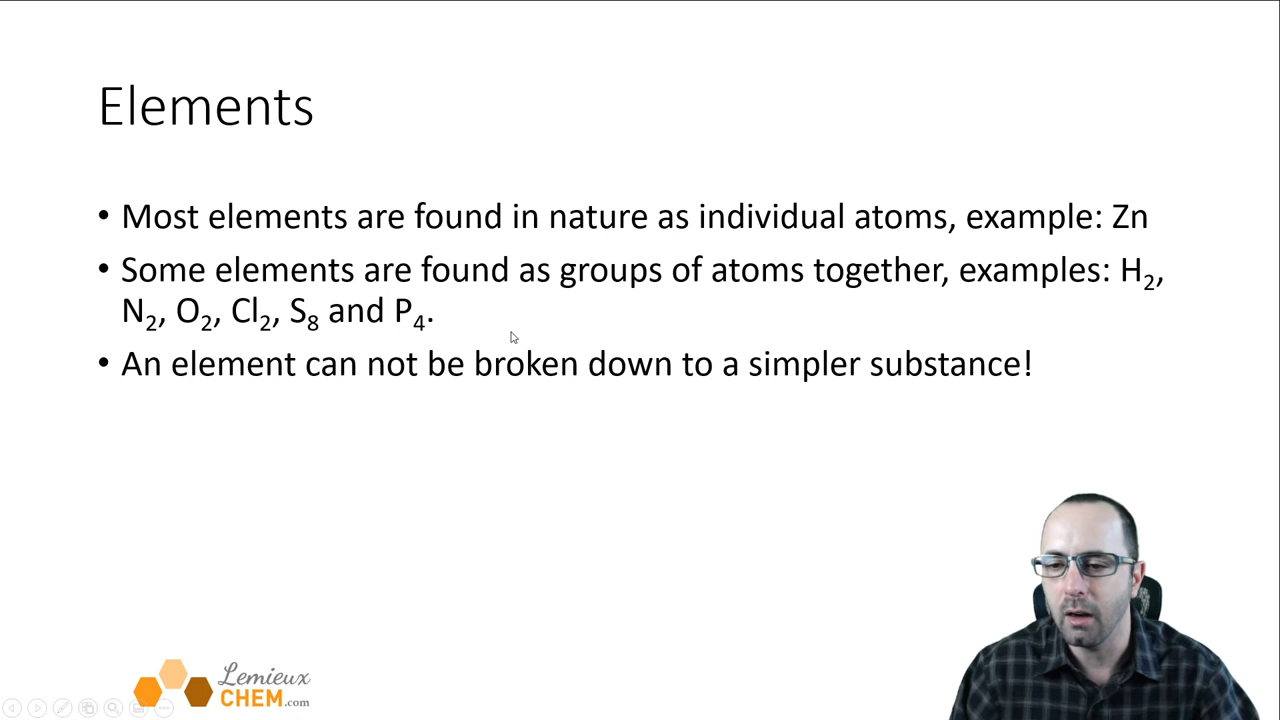 Elements
• Most elements are found in nature as individual atoms, example: Zn
• Some elements are found as groups of atoms together, examples: H₂,
N₂, O₂, Cl₂, S₈ and P₄.
• An element can not be broken down to a simpler substance!
Lemieux
CHEM.com